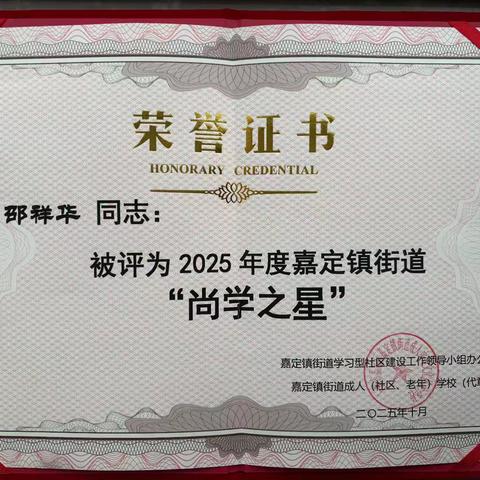 荣誉证书
HONORARY CREDENTIAL
邵祥华 同志：
被评为 2025 年度嘉定镇街道
“尚学之星”
嘉定镇街道学习型社区建设工作领导小组办公
嘉定镇街道成人（社区、老年）学校（代章
二〇二五年十月